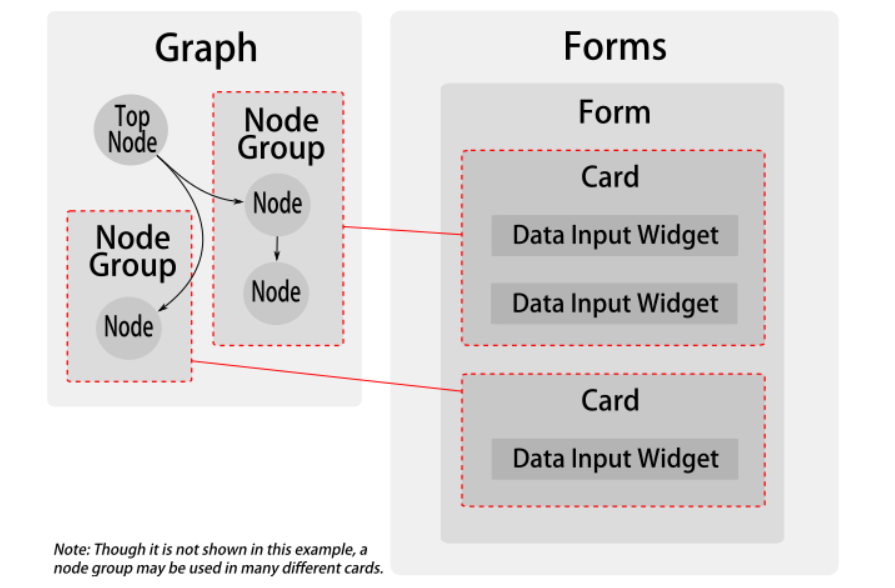 Graph
Top
Node
Node
Group
Node
Node
Node
Group
Node
Forms
Form
Card
Data Input Widget
Data Input Widget
Card
Data Input Widget
Note: Though it is not shown in this example, a
node group may be used in many different cards.